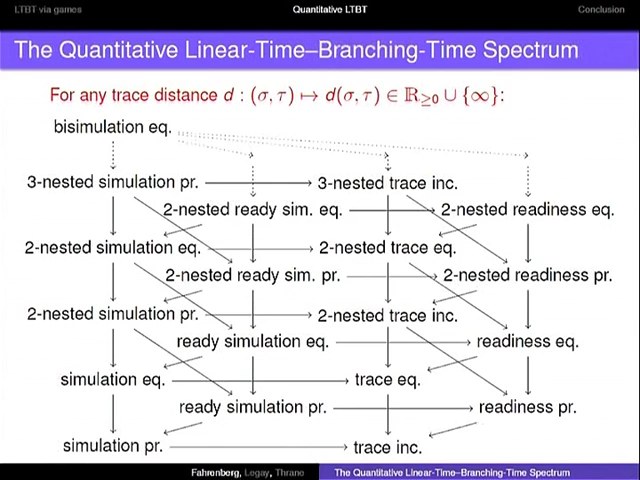 LTBT via games Quantitative LTBT Conclusion
The Quantitative Linear-Time–Branching-Time Spectrum
For any trace distance d : (σ, τ) ↦ d(σ, τ) ∈ ℝ≥0 ∪ {∞}:
bisimulation eq.
3-nested simulation pr. 3-nested trace inc.
2-nested ready sim. eq. 2-nested readiness eq.
2-nested simulation eq. 2-nested trace eq.
2-nested ready sim. pr. 2-nested readiness pr.
2-nested simulation pr. 2-nested trace inc.
ready simulation eq. readiness eq.
simulation eq. trace eq.
ready simulation pr. readiness pr.
simulation pr. trace inc.
Fahrenberg, Legay, Thrane The Quantitative Linear-Time–Branching-Time Spectrum